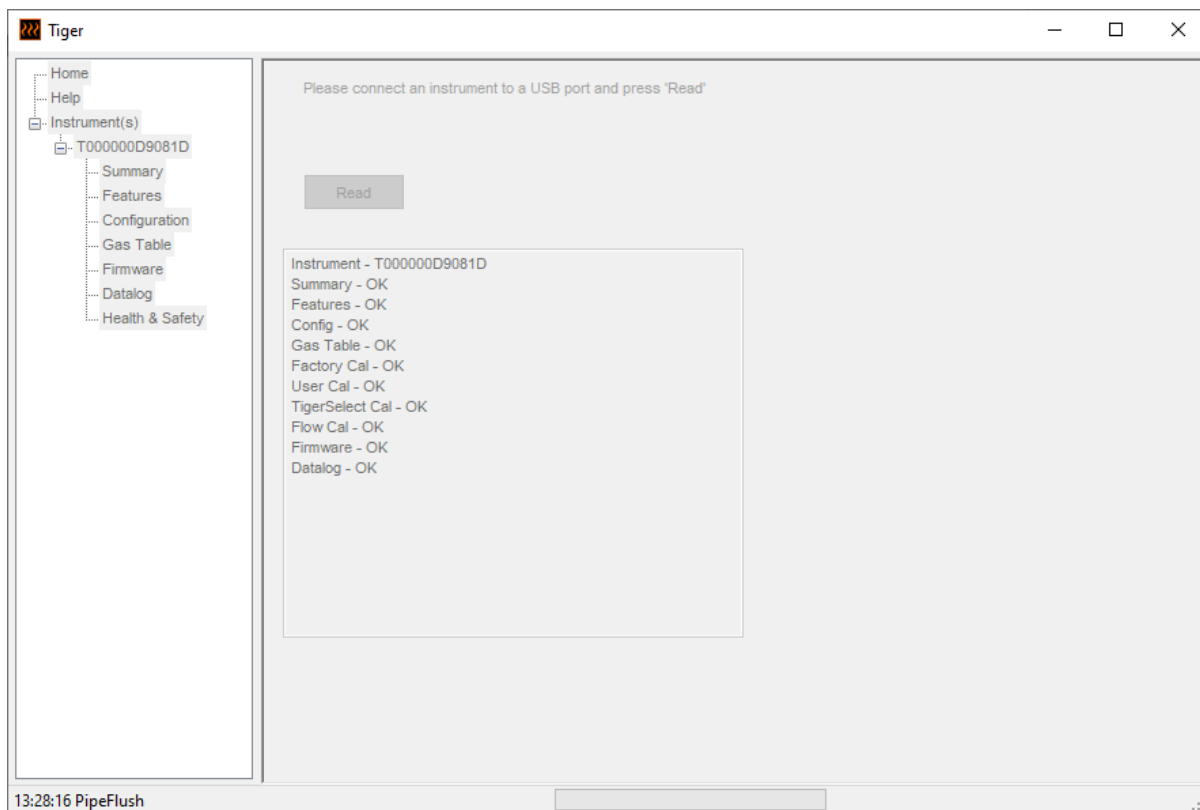 Tiger
Home
Help
Instrument(s)
T000000D9081D
Summary
Features
Configuration
Gas Table
Firmware
Datalog
Health & Safety
Please connect an instrument to a USB port and press 'Read'
Read
Instrument - T000000D9081D
Summary - OK
Features - OK
Config - OK
Gas Table - OK
Factory Cal - OK
User Cal - OK
TigerSelect Cal - OK
Flow Cal - OK
Firmware - OK
Datalog - OK
13:28:16 PipeFlush